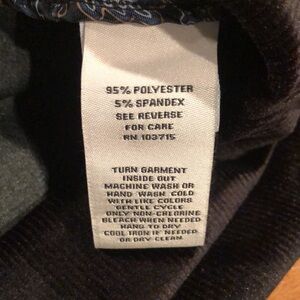 95% POLYESTER
5% SPANDEX
SEE REVERSE
FOR CARE
RN 103715
TURN GARMENT
INSIDE OUT
MACHINE WASH OR
HAND WASH COLD
WITH LIKE COLORS
GENTLE CYCLE
ONLY NON-CHLORINE
BLEACH WHEN NEEDED
HANG TO DRY
COOL IRON IF NEEDED
OR DRY CLEAN